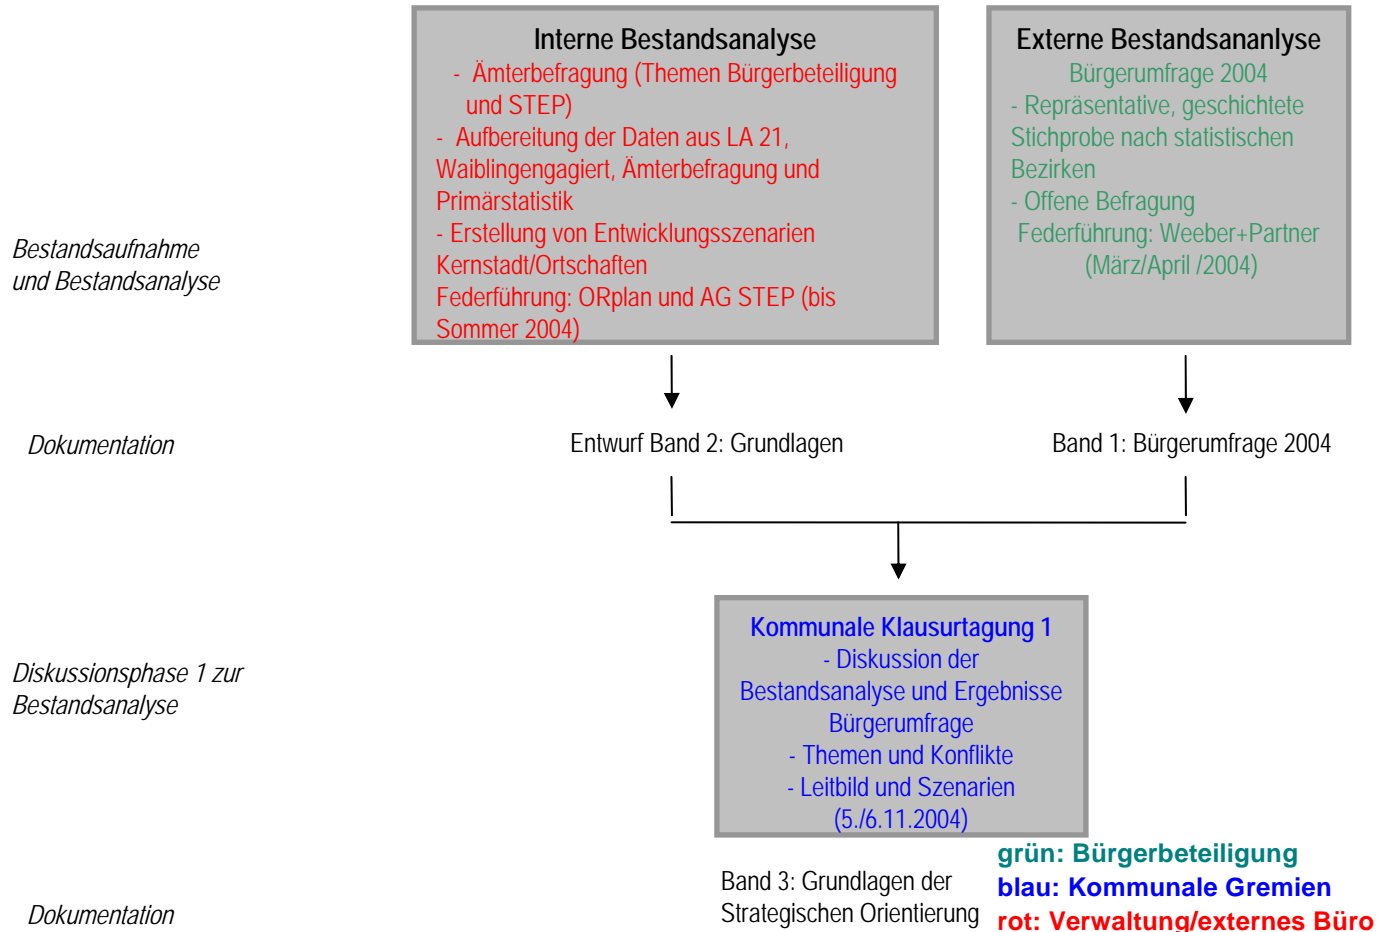 Interne Bestandsanalyse
- Ämterbefragung (Themen Bürgerbeteiligung
und STEP)
- Aufbereitung der Daten aus LA 21,
Waiblingengagiert, Ämterbefragung und
Primärstatistik
- Erstellung von Entwicklungsszenarien
Kernstadt/Ortschaften
Federführung: ORplan und AG STEP (bis
Sommer 2004)
Externe Bestandsananlyse
Bürgerumfrage 2004
- Repräsentative, geschichtete
Stichprobe nach statistischen
Bezirken
- Offene Befragung
Federführung: Weeber+Partner
(März/April /2004)
Bestandsaufnahme
und Bestandsanalyse
Dokumentation
Entwurf Band 2: Grundlagen
Band 1: Bürgerumfrage 2004
Kommunale Klausurtagung 1
- Diskussion der
Bestandsanalyse und Ergebnisse
Bürgerumfrage
- Themen und Konflikte
- Leitbild und Szenarien
(5./6.11.2004)
Diskussionsphase 1 zur
Bestandsanalyse
Dokumentation
Band 3: Grundlagen der
Strategischen Orientierung
grün: Bürgerbeteiligung
blau: Kommunale Gremien
rot: Verwaltung/externes Büro